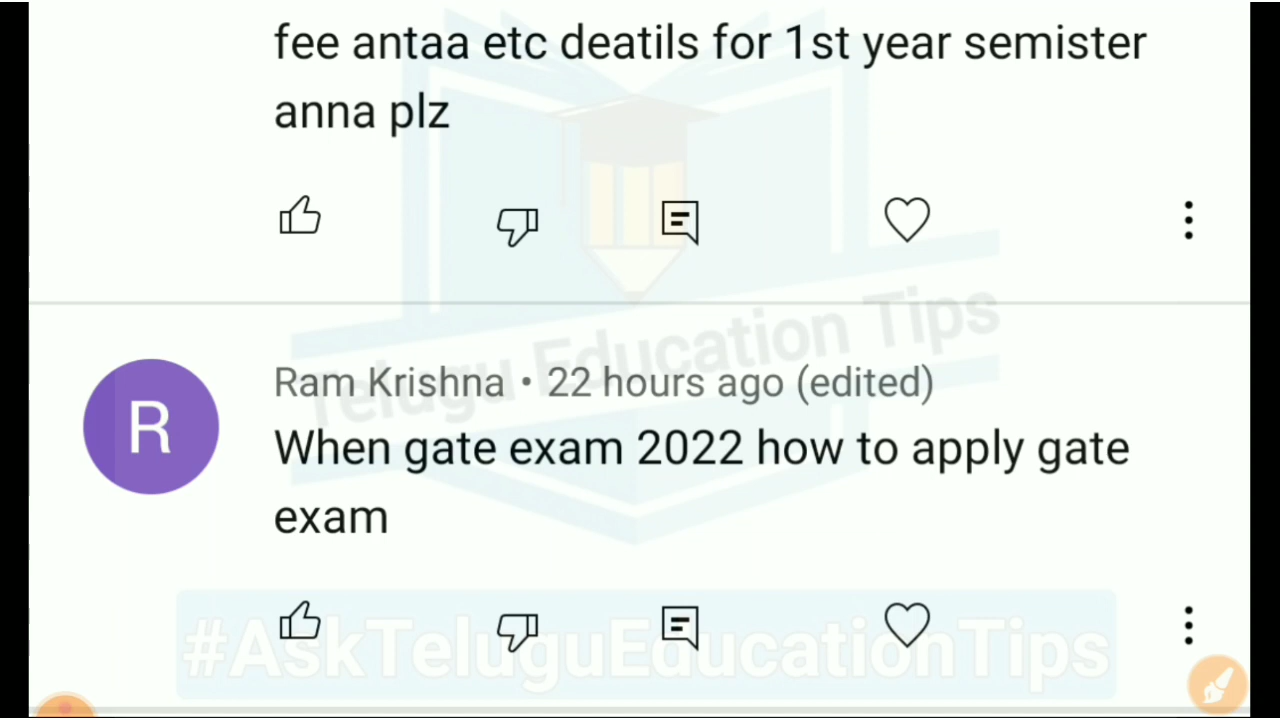 fee antaa etc deatils for 1st year semister
anna plz
Telugu Education Tips
R
Ram Krishna • 22 hours ago (edited)
When gate exam 2022 how to apply gate
exam
#AskTeluguEducationTips